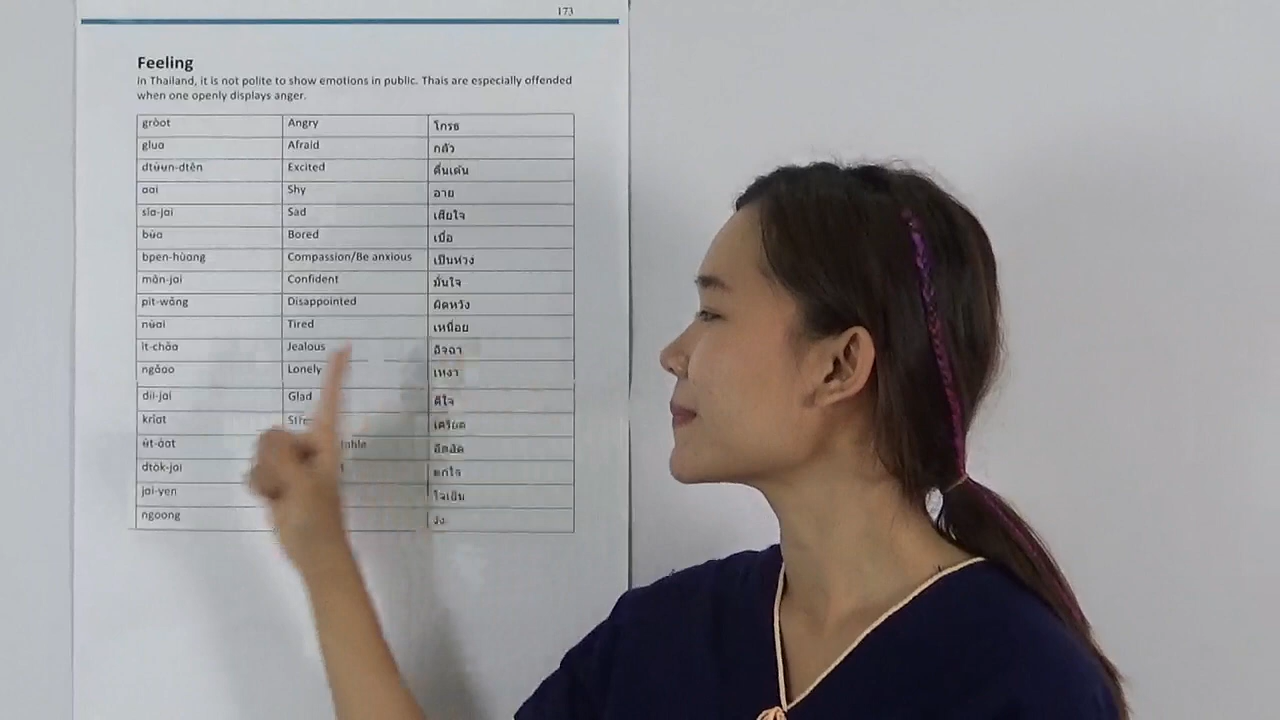 173
Feeling
In Thailand, it is not polite to show emotions in public. Thais are especially offended
when one openly displays anger.
gròot Angry โกรธ
glua Afraid กลัว
dtùun-dtên Excited ตื่นเต้น
aai Shy อาย
sǐa-jai Sad เสียใจ
bùa Bored เบื่อ
bpen-hùang Compassion/Be anxious เป็นห่วง
mân-jai Confident มั่นใจ
pìt-wǎng Disappointed ผิดหวัง
nùai Tired เหนื่อย
ìt-chǎa Jealous อิจฉา
ngǎao Lonely เหงา
dii-jai Glad ดีใจ
krîat เครียด
ùt-òat อึดอัด
dtòk-jai ตกใจ
jai-yen ใจเย็น
ngoong งง